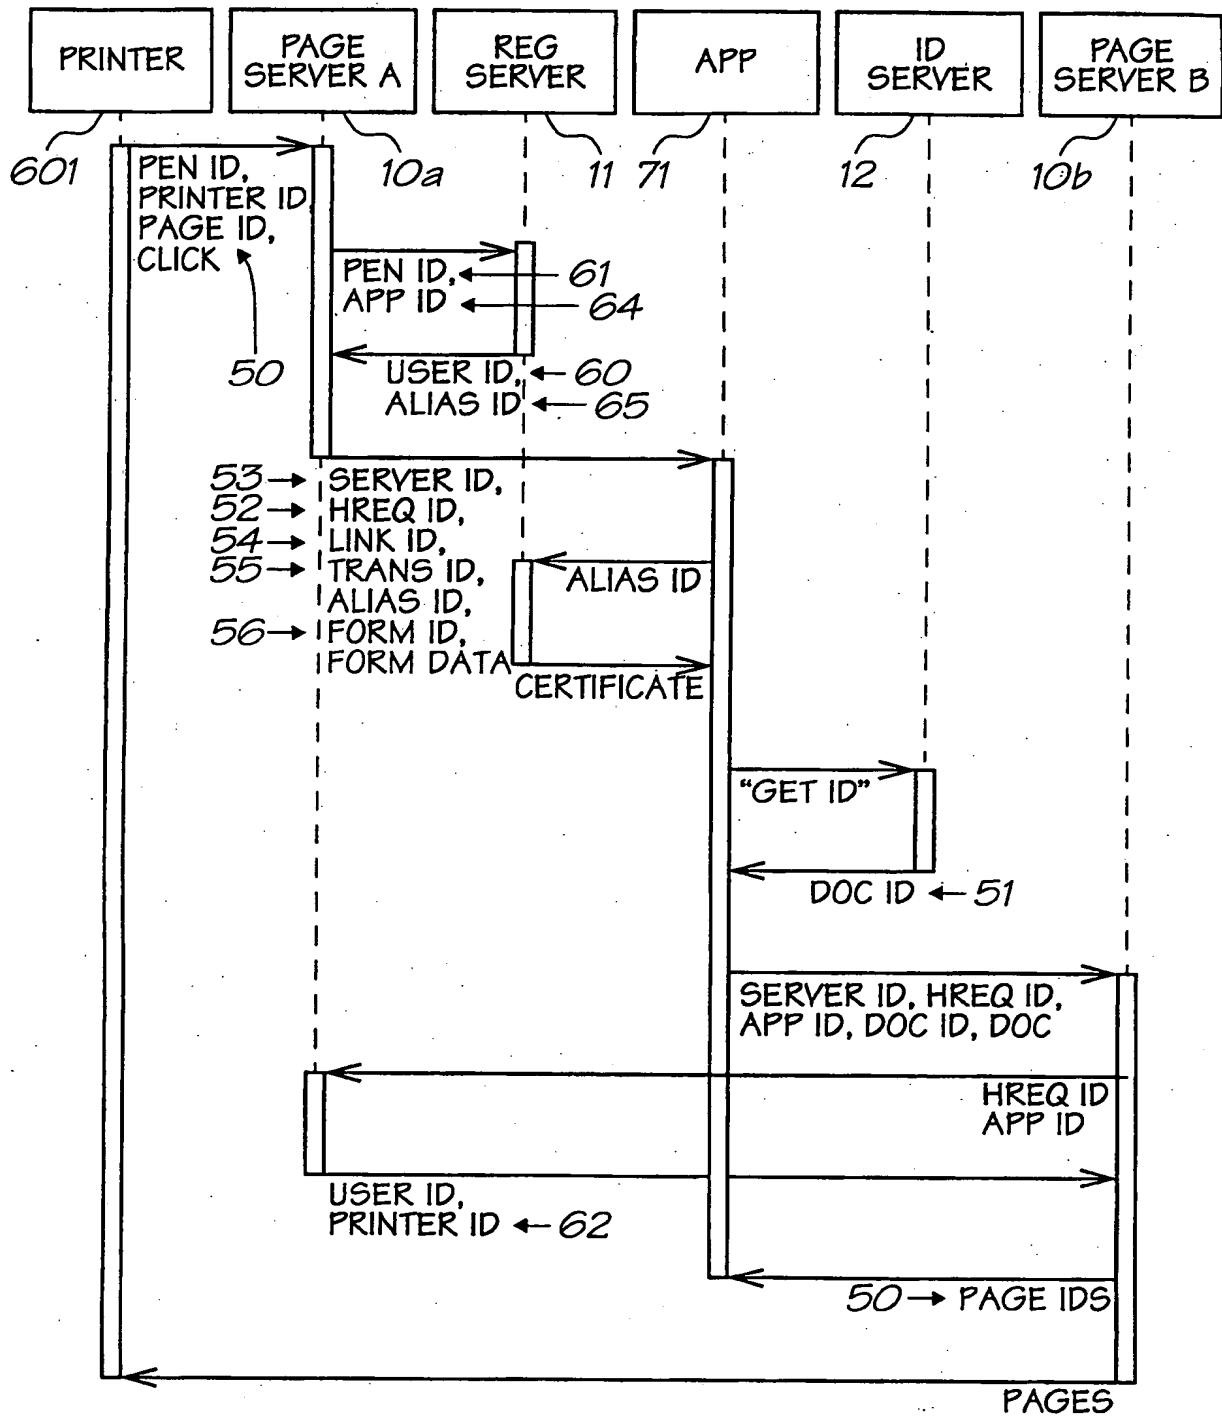 PRINTER
PAGE
SERVER A
REG
SERVER
APP
ID
SERVER
PAGE
SERVER B
601
10a
11
71
12
10b
PEN ID,
PRINTER ID
PAGE ID,
CLICK
50
PEN ID,
61
APP ID
64
USER ID,
60
ALIAS ID
65
53
SERVER ID,
52
HREQ ID,
54
LINK ID,
55
TRANS ID,
ALIAS ID,
56
FORM ID,
FORM DATA
ALIAS ID
CERTIFICATE
“GET ID”
DOC ID
51
SERVER ID, HREQ ID,
APP ID, DOC ID, DOC
HREQ ID
APP ID
USER ID,
PRINTER ID
62
50
PAGE IDS
PAGES